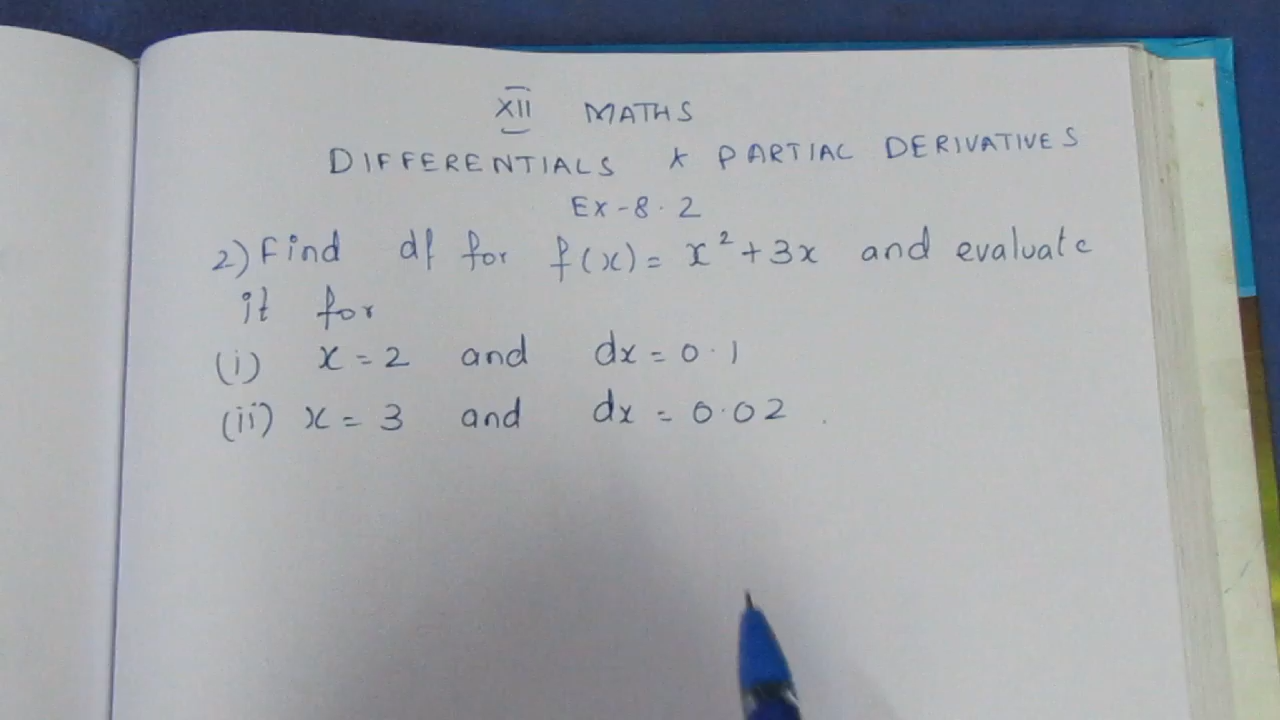 XII MATHS
DIFFERENTIALS & PARTIAL DERIVATIVES
EX-8.2
2) Find df for f(x) = x² + 3x and evaluate
it for
(i) x = 2 and dx = 0.1
(ii) x = 3 and dx = 0.02.